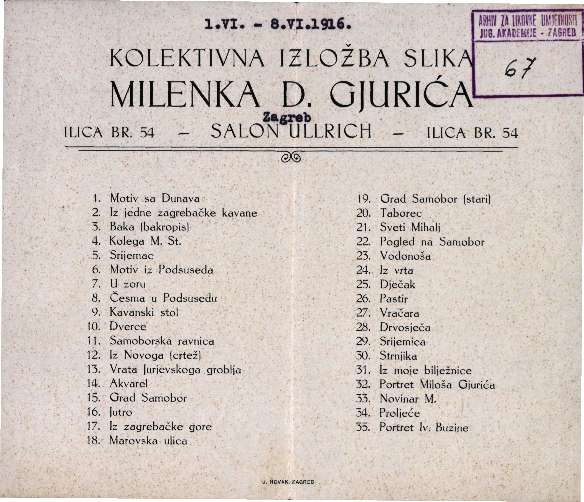 1.VI. - 8.VI.1916.
ARHIV ZA LIKOVNE UMJETNOSTI
JUG. AKADEMIJE - ZAGREB
67
KOLEKTIVNA IZLOŽBA SLIKA
MILENKA D. GJURIĆA
Zagreb
ILICA BR. 54 — SALON ULLRICH — ILICA BR. 54
1. Motiv sa Dunava
2. Iz jedne zagrebačke kavane
3. Baka (bakropis)
4. Kolega M. St.
5. Srijemac
6. Motiv iz Podsuseda
7. U zoru
8. Česma u Podsusedu
9. Kavanski stol
10. Dverce
11. Samoborska ravnica
12. Iz Novoga (crtež)
13. Vrata Jurjevskoga groblja
14. Akvarel
15. Grad Samobor
16. Jutro
17. Iz zagrebačke gore
18. Marovska ulica
19. Grad Samobor (stari)
20. Taborec
21. Sveti Mihalj
22. Pogled na Samobor
23. Vodonoša
24. Iz vrta
25. Dječak
26. Pastir
27. Vračara
28. Drvosječa
29. Srijemica
30. Strnjika
31. Iz moje bilježnice
32. Portret Miloša Gjurića
33. Novinar M.
34. Proljeće
35. Portret Iv. Buzine
J. NOVAK, ZAGREB